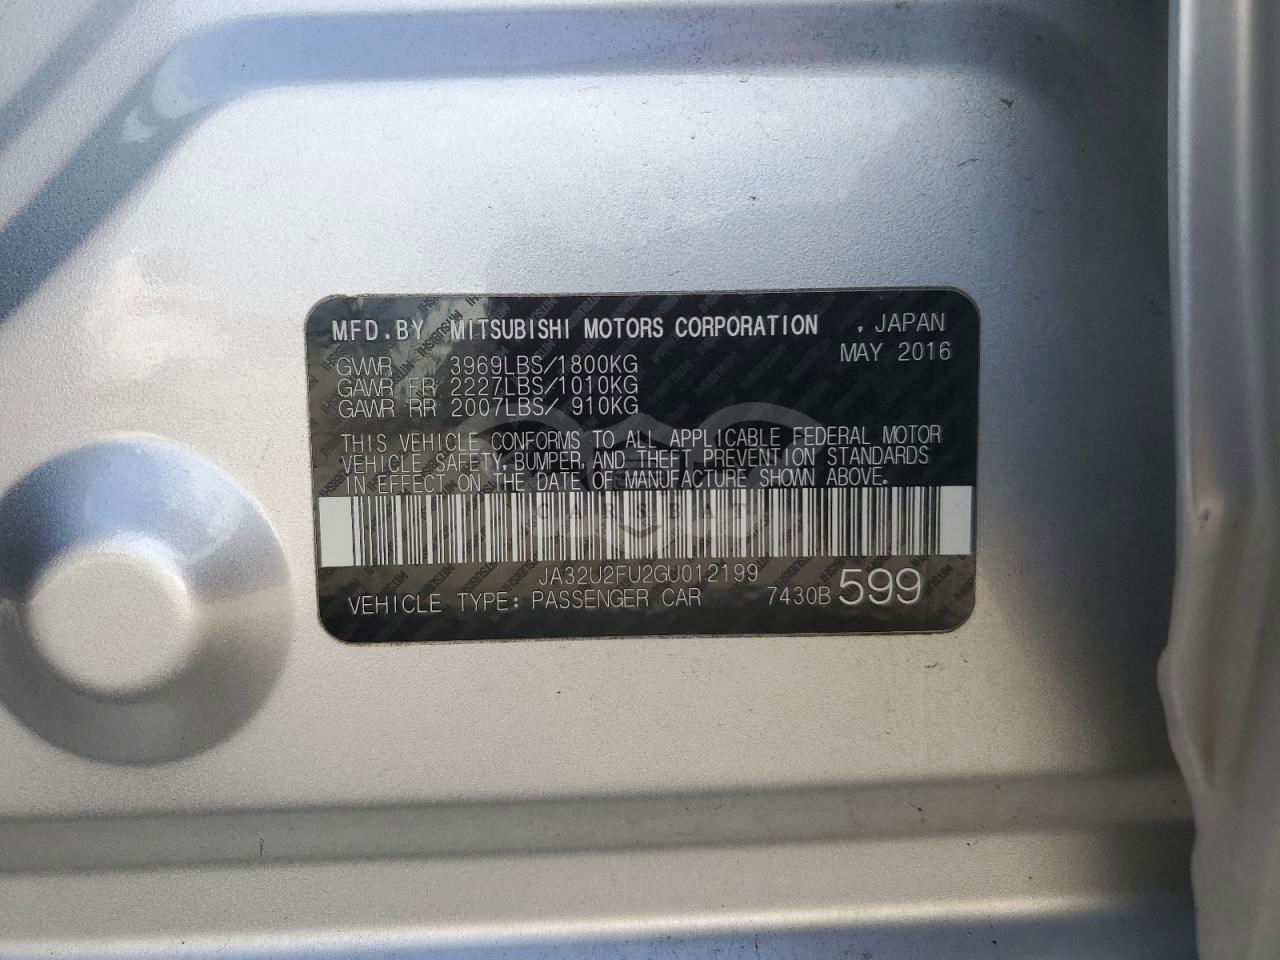 MFD.BY MITSUBISHI MOTORS CORPORATION , JAPAN
MAY 2016
GVWR 3969LBS/1800KG
GAWR FR 2227LBS/1010KG
GAWR RR 2007LBS/ 910KG
THIS VEHICLE CONFORMS TO ALL APPLICABLE FEDERAL MOTOR
VEHICLE SAFETY, BUMPER, AND THEFT PREVENTION STANDARDS
IN EFFECT ON THE DATE OF MANUFACTURE SHOWN ABOVE.
CARSBAT
JA32U2FU2GU012199
VEHICLE TYPE: PASSENGER CAR 7430B 599